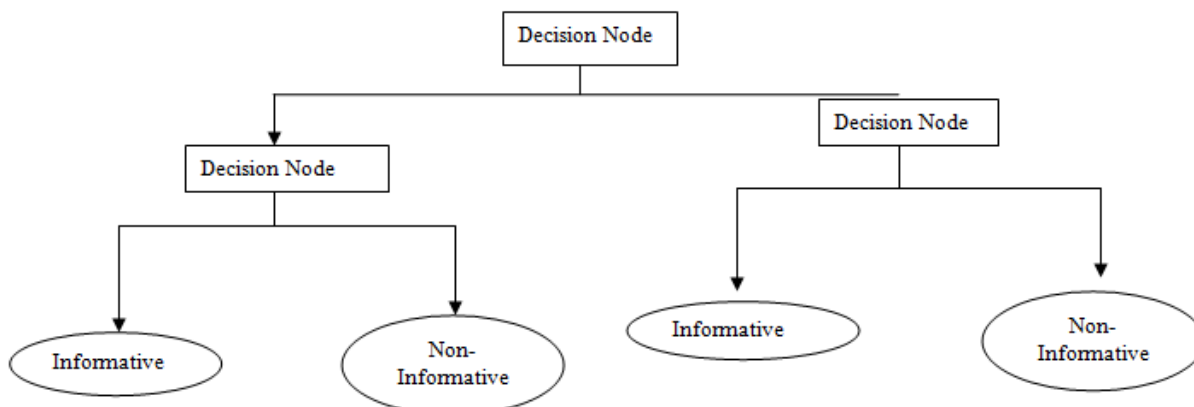 Decision Node
Decision Node
Decision Node
Informative
Non-
Informative
Informative
Non-
Informative